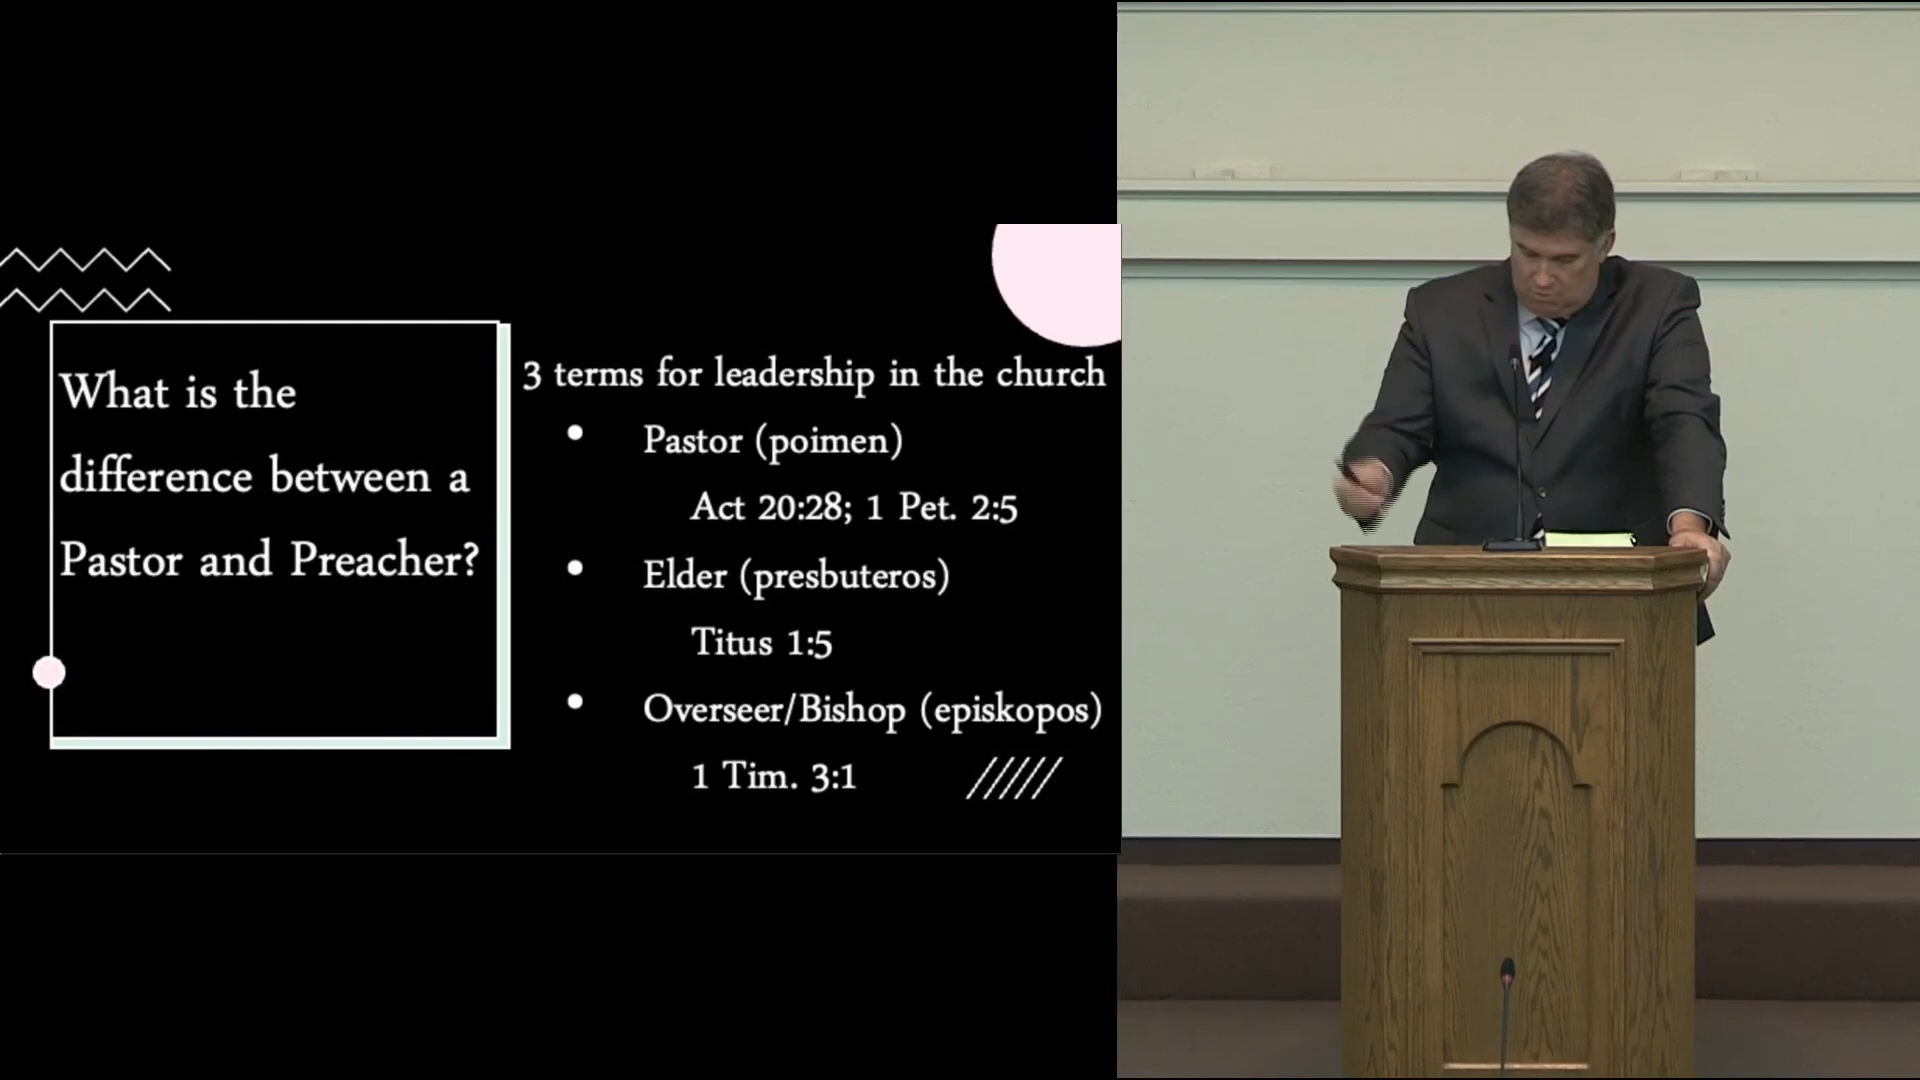 What is the
difference between a
Pastor and Preacher?
3 terms for leadership in the church
• Pastor (poimen)
Act 20:28; 1 Pet. 2:5
• Elder (presbuteros)
Titus 1:5
• Overseer/Bishop (episkopos)
1 Tim. 3:1